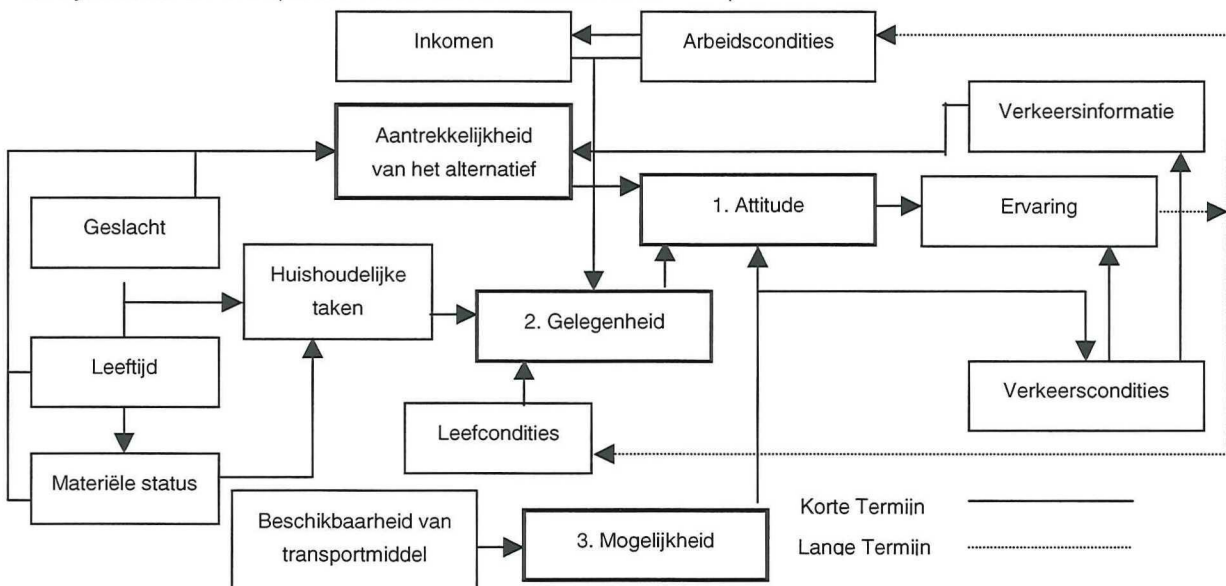 Inkomen
Arbeidscondities
Verkeersinformatie
Aantrekkelijkheid
van het alternatief
1. Attitude
Ervaring
Geslacht
Huishoudelijke
taken
2. Gelegenheid
Leeftijd
Verkeerscondities
Leefcondities
Materiële status
Beschikbaarheid van
transportmiddel
3. Mogelijkheid
Korte Termijn
Lange Termijn